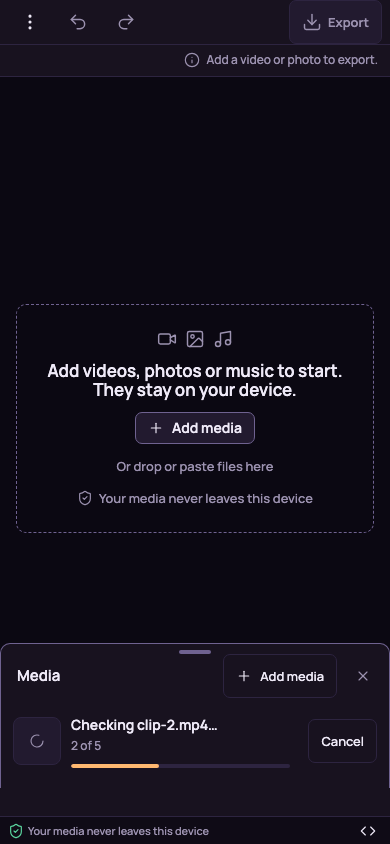 Export
Add a video or photo to export.
Add videos, photos or music to start.
They stay on your device.
Add media
Or drop or paste files here
Your media never leaves this device
Media
Add media
Checking clip-2.mp4…
2 of 5
Cancel
Your media never leaves this device